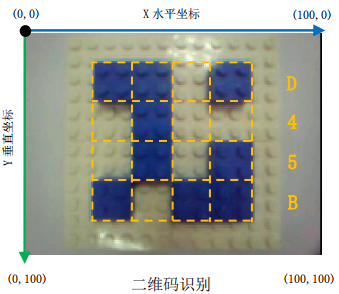 (0, 0)
X 水平坐标
(100, 0)
Y 垂直坐标
D
4
5
B
(0, 100)
二维码识别
(100, 100)